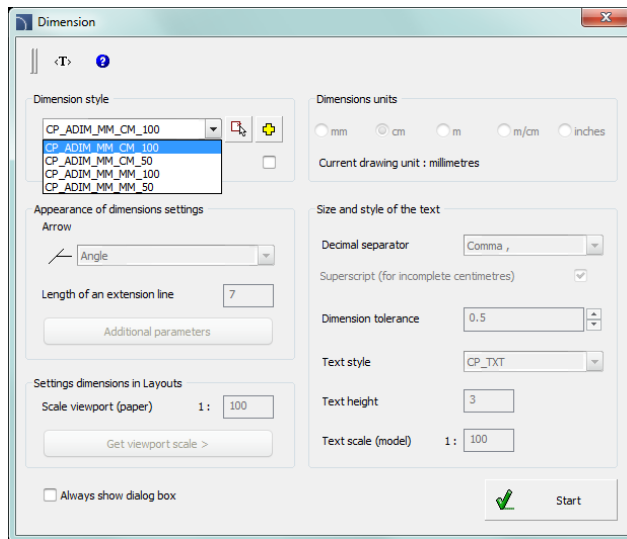 Dimension
‹T›
?
Dimension style
CP_ADIM_MM_CM_100
CP_ADIM_MM_CM_100
CP_ADIM_MM_CM_50
CP_ADIM_MM_MM_100
CP_ADIM_MM_MM_50
Dimensions units
mm cm m m/cm inches
Current drawing unit : millimetres
Appearance of dimensions settings
Arrow
Angle
Length of an extension line 7
Additional parameters
Settings dimensions in Layouts
Scale viewport (paper) 1 : 100
Get viewport scale >
Size and style of the text
Decimal separator Comma ,
Superscript (for incomplete centimetres)
Dimension tolerance 0.5
Text style CP_TXT
Text height 3
Text scale (model) 1 : 100
Always show dialog box
Start